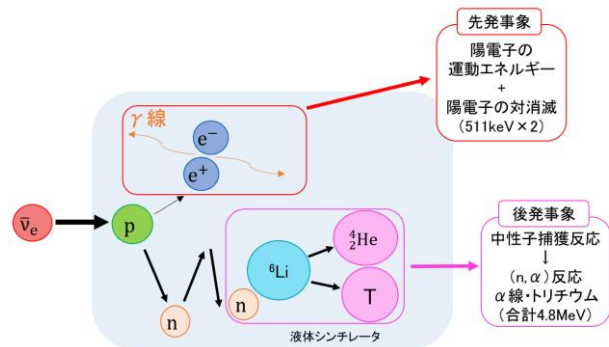 先発事象
陽電子の
運動エネルギー
+
陽電子の対消滅
(511keV×2)
γ線
e⁻
e⁺
ν̄ₑ
p
n
n
⁶Li
⁴₂He
T
液体シンチレータ
後発事象
中性子捕獲反応
↓
(n,α)反応
α線・トリチウム
(合計4.8MeV)